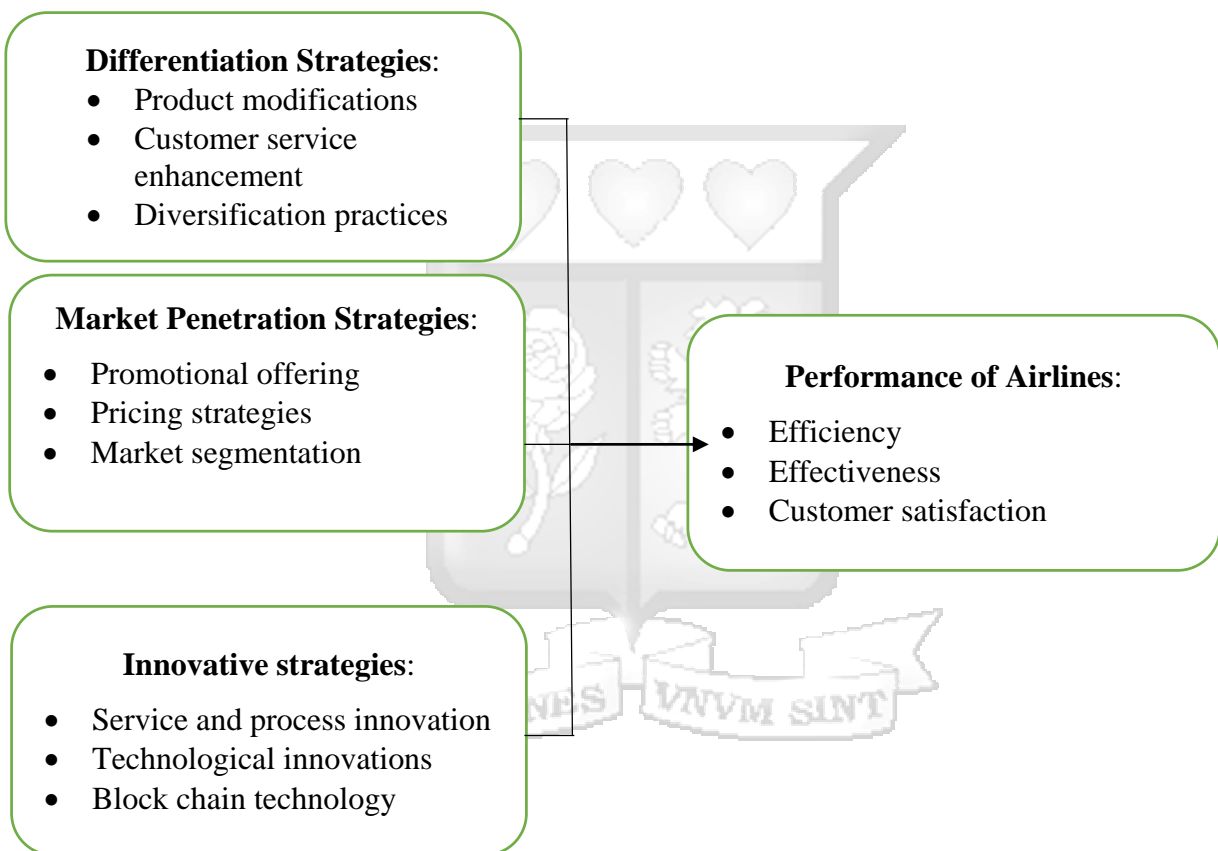 Differentiation Strategies:
• Product modifications
• Customer service
enhancement
• Diversification practices
Market Penetration Strategies:
• Promotional offering
• Pricing strategies
• Market segmentation
Performance of Airlines:
• Efficiency
• Effectiveness
• Customer satisfaction
Innovative strategies:
• Service and process innovation
• Technological innovations
• Block chain technology
VNVM SINT